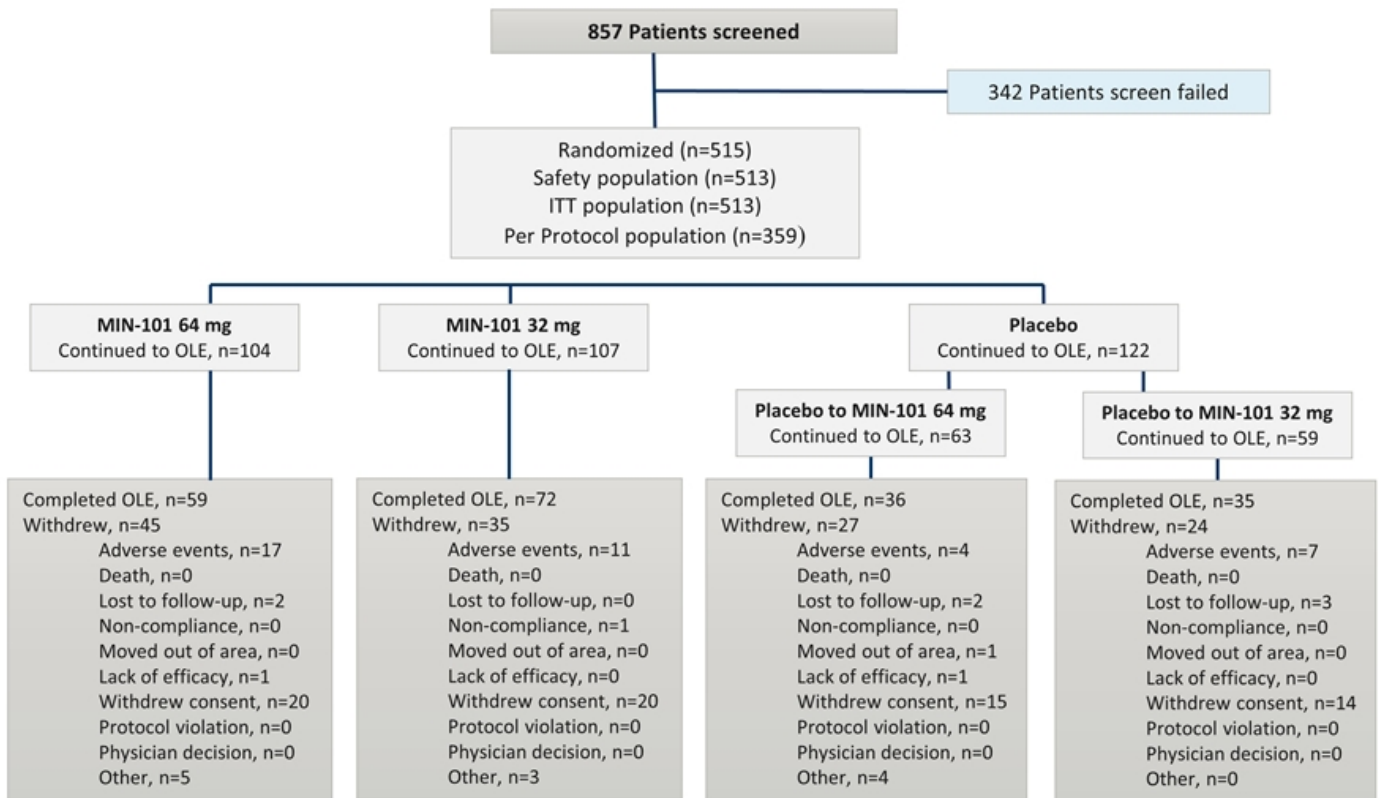 857 Patients screened
342 Patients screen failed
Randomized (n=515)
Safety population (n=513)
ITT population (n=513)
Per Protocol population (n=359)
MIN-101 64 mg
Continued to OLE, n=104
MIN-101 32 mg
Continued to OLE, n=107
Placebo
Continued to OLE, n=122
Placebo to MIN-101 64 mg
Continued to OLE, n=63
Placebo to MIN-101 32 mg
Continued to OLE, n=59
Completed OLE, n=59
Withdrew, n=45
Adverse events, n=17
Death, n=0
Lost to follow-up, n=2
Non-compliance, n=0
Moved out of area, n=0
Lack of efficacy, n=1
Withdrew consent, n=20
Protocol violation, n=0
Physician decision, n=0
Other, n=5
Completed OLE, n=72
Withdrew, n=35
Adverse events, n=11
Death, n=0
Lost to follow-up, n=0
Non-compliance, n=1
Moved out of area, n=0
Lack of efficacy, n=0
Withdrew consent, n=20
Protocol violation, n=0
Physician decision, n=0
Other, n=3
Completed OLE, n=36
Withdrew, n=27
Adverse events, n=4
Death, n=0
Lost to follow-up, n=2
Non-compliance, n=0
Moved out of area, n=1
Lack of efficacy, n=1
Withdrew consent, n=15
Protocol violation, n=0
Physician decision, n=0
Other, n=4
Completed OLE, n=35
Withdrew, n=24
Adverse events, n=7
Death, n=0
Lost to follow-up, n=3
Non-compliance, n=0
Moved out of area, n=0
Lack of efficacy, n=0
Withdrew consent, n=14
Protocol violation, n=0
Physician decision, n=0
Other, n=0